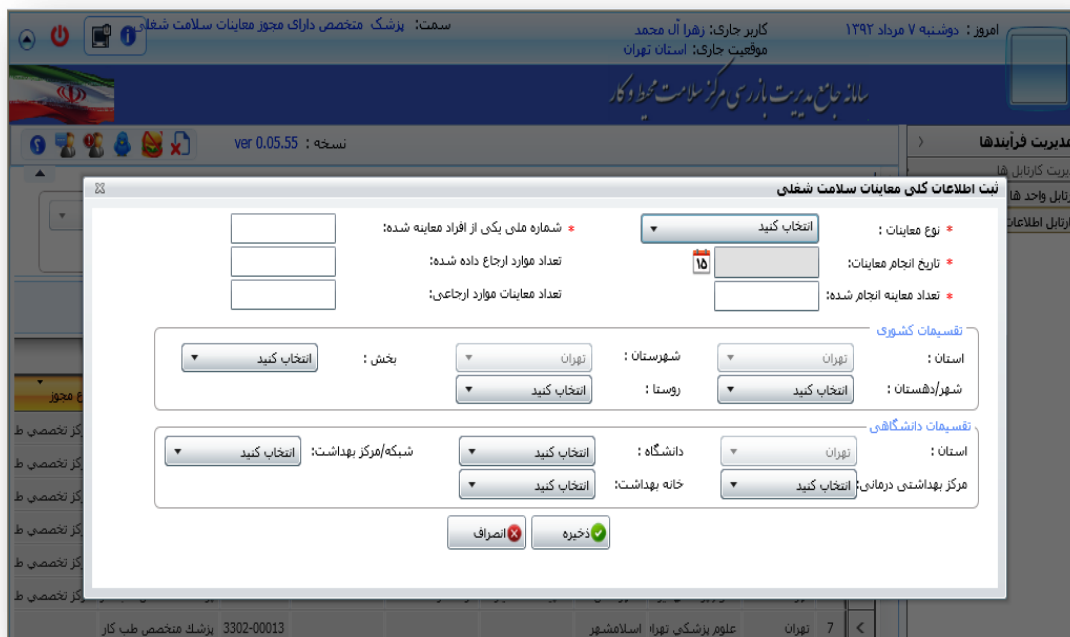 امروز : دوشنبه ۷ مرداد ۱۳۹۲
کاربر جاری: زهرا آل محمد
سمت: پزشک متخصص دارای مجوز معاینات سلامت شغلی
موقعیت جاری: استان تهران
سامانه جامع مدیریت بازرسی مرکز سلامت محیط و کار
مدیریت فرآیندها
نسخه : ver 0.05.55
ثبت اطلاعات کلی معاینات سلامت شغلی
* نوع معاینات : انتخاب کنید * شماره ملی یکی از افراد معاینه شده:
* تاریخ انجام معاینات: ۱۵ تعداد موارد ارجاع داده شده:
* تعداد معاینه انجام شده: تعداد معاینات موارد ارجاعی:
تقسیمات کشوری
استان : تهران شهرستان : تهران بخش : انتخاب کنید
شهر/دهستان : انتخاب کنید روستا : انتخاب کنید
تقسیمات دانشگاهی
استان : تهران دانشگاه : انتخاب کنید شبکه/مرکز بهداشت: انتخاب کنید
مرکز بهداشتی درمانی: انتخاب کنید خانه بهداشت: انتخاب کنید
ذخیره انصراف
7 تهران علوم پزشکی تهرا اسلامشهر 3302-00013 پزشک متخصص طب کار